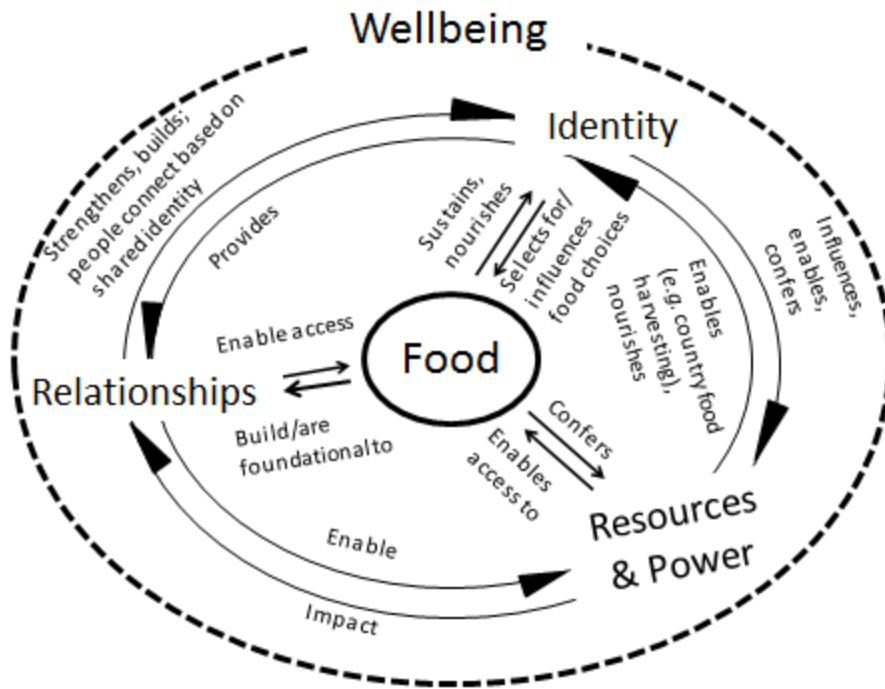 Wellbeing
Strengthens, builds;
people connect based on
shared identity
Identity
Provides
Sustains,
nourishes
Selects for/
influences
food choices
Influences,
enables,
confers
Enables
(e.g. country food
harvesting),
nourishes
Enable access
Food
Relationships
Build/are
foundational to
Confers
Enables
access to
Resources
& Power
Enable
Impact